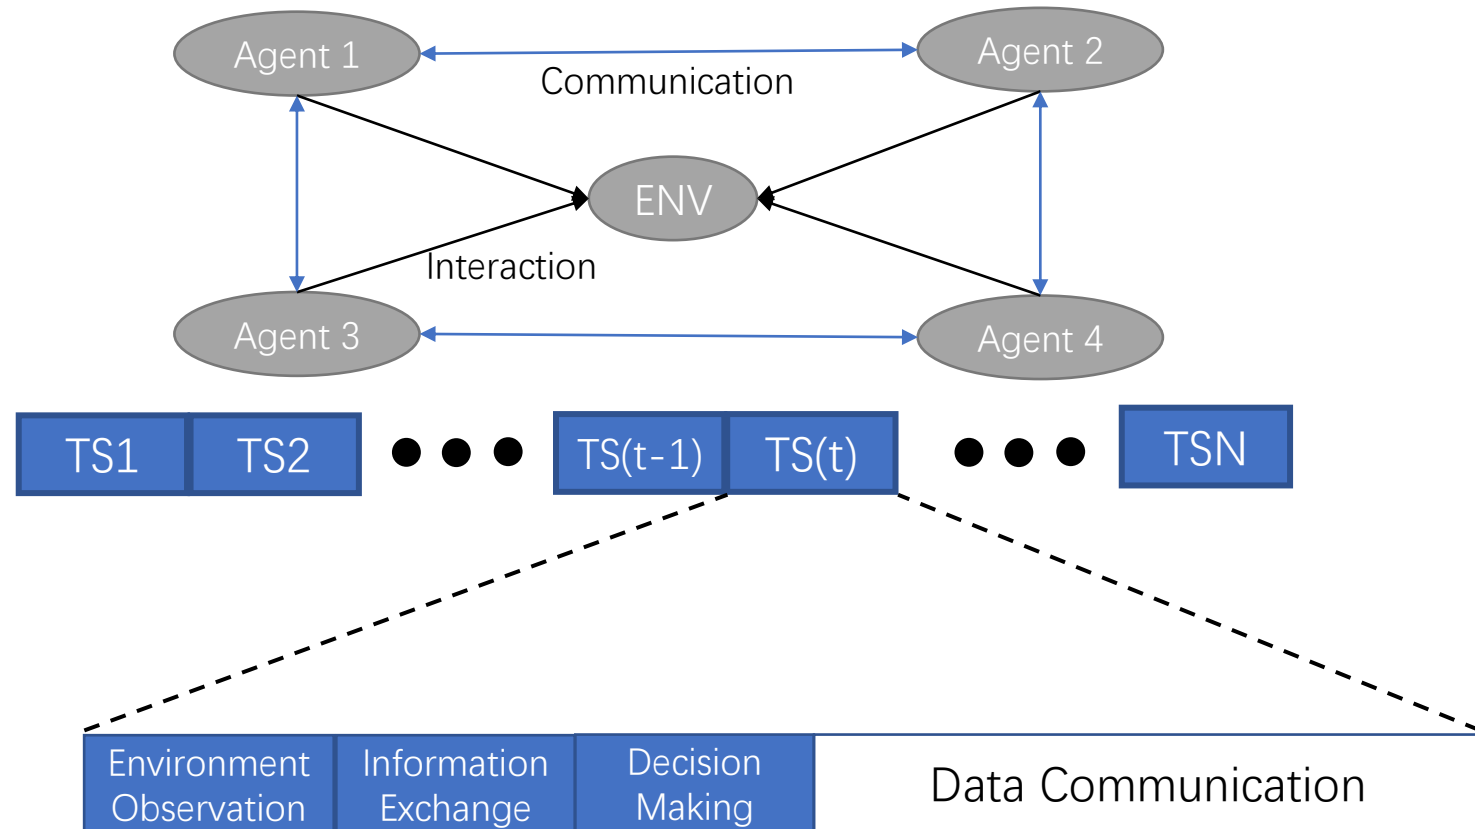 Agent 1
Agent 2
Communication
ENV
Interaction
Agent 3
Agent 4
TS1
TS2
TS(t-1)
TS(t)
TSN
Environment
Observation
Information
Exchange
Decision
Making
Data Communication